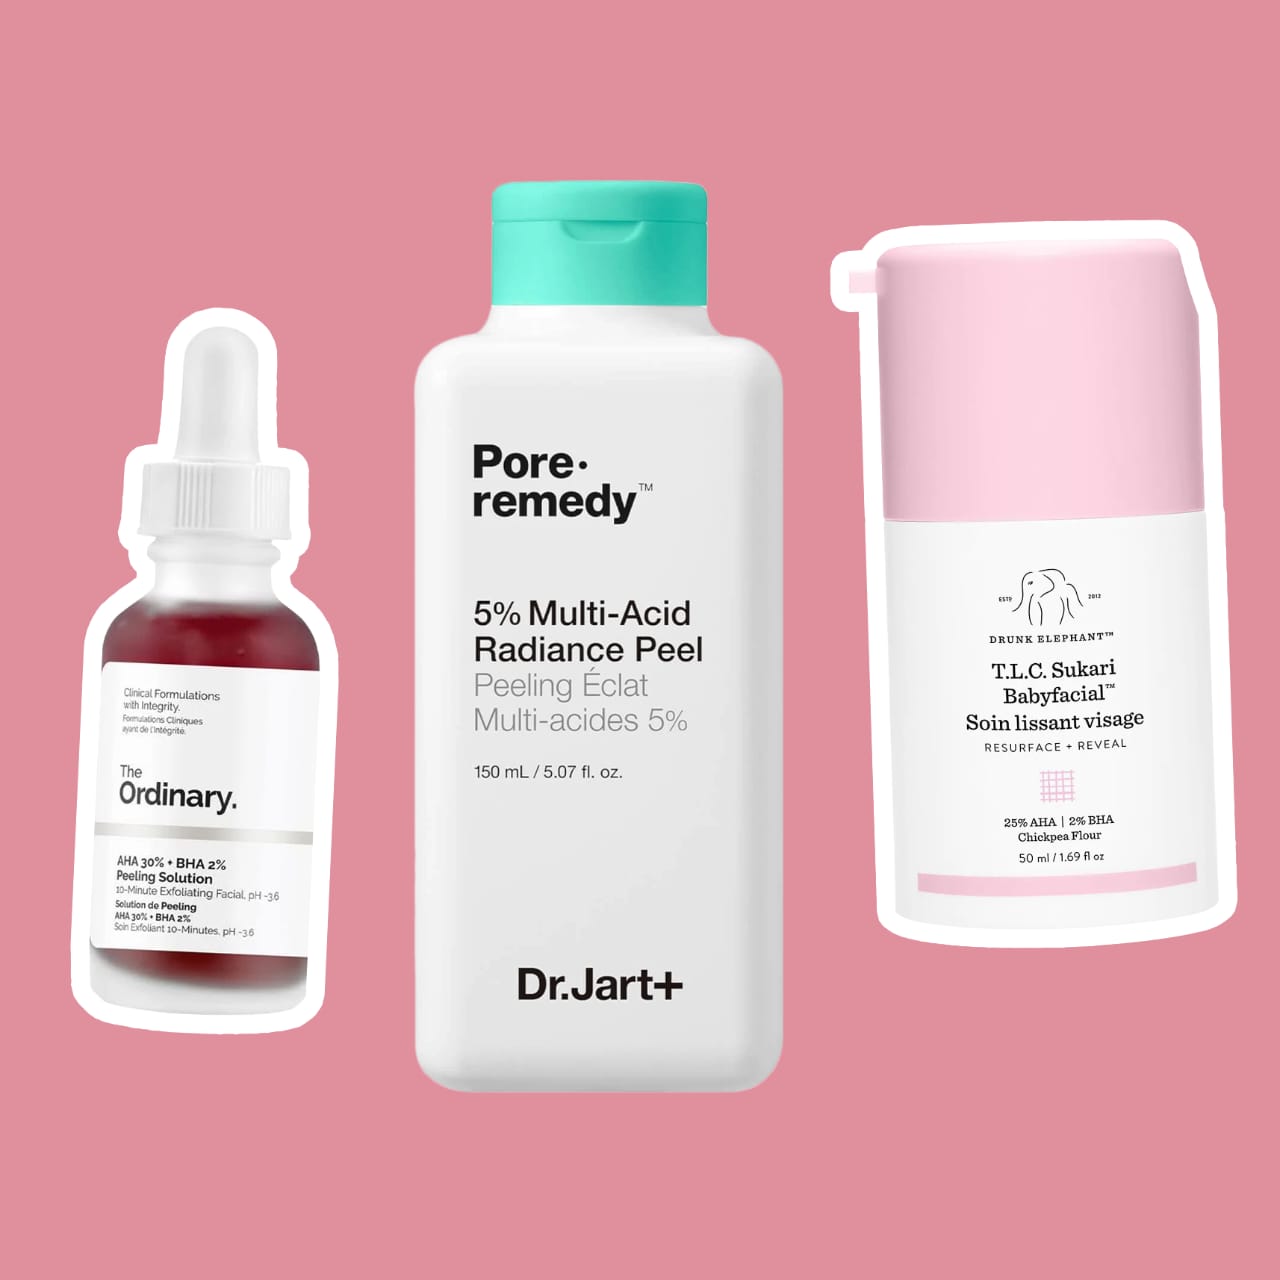 Clinical Formulations
with Integrity.
Formulations Cliniques
ayant de l'Intégrité.
The
Ordinary.
AHA 30% + BHA 2%
Peeling Solution
10-Minute Exfoliating Facial, pH ~3.6
Solution de Peeling
AHA 30% + BHA 2%
Soin Exfoliant 10-Minutes, pH ~3.6
Pore·
remedy™
5% Multi-Acid
Radiance Peel
Peeling Éclat
Multi-acides 5%
150 mL / 5.07 fl. oz.
Dr.Jart+
ESTD 2012
DRUNK ELEPHANT™
T.L.C. Sukari
Babyfacial™
Soin lissant visage
RESURFACE + REVEAL
25% AHA | 2% BHA
Chickpea Flour
50 ml / 1.69 fl oz